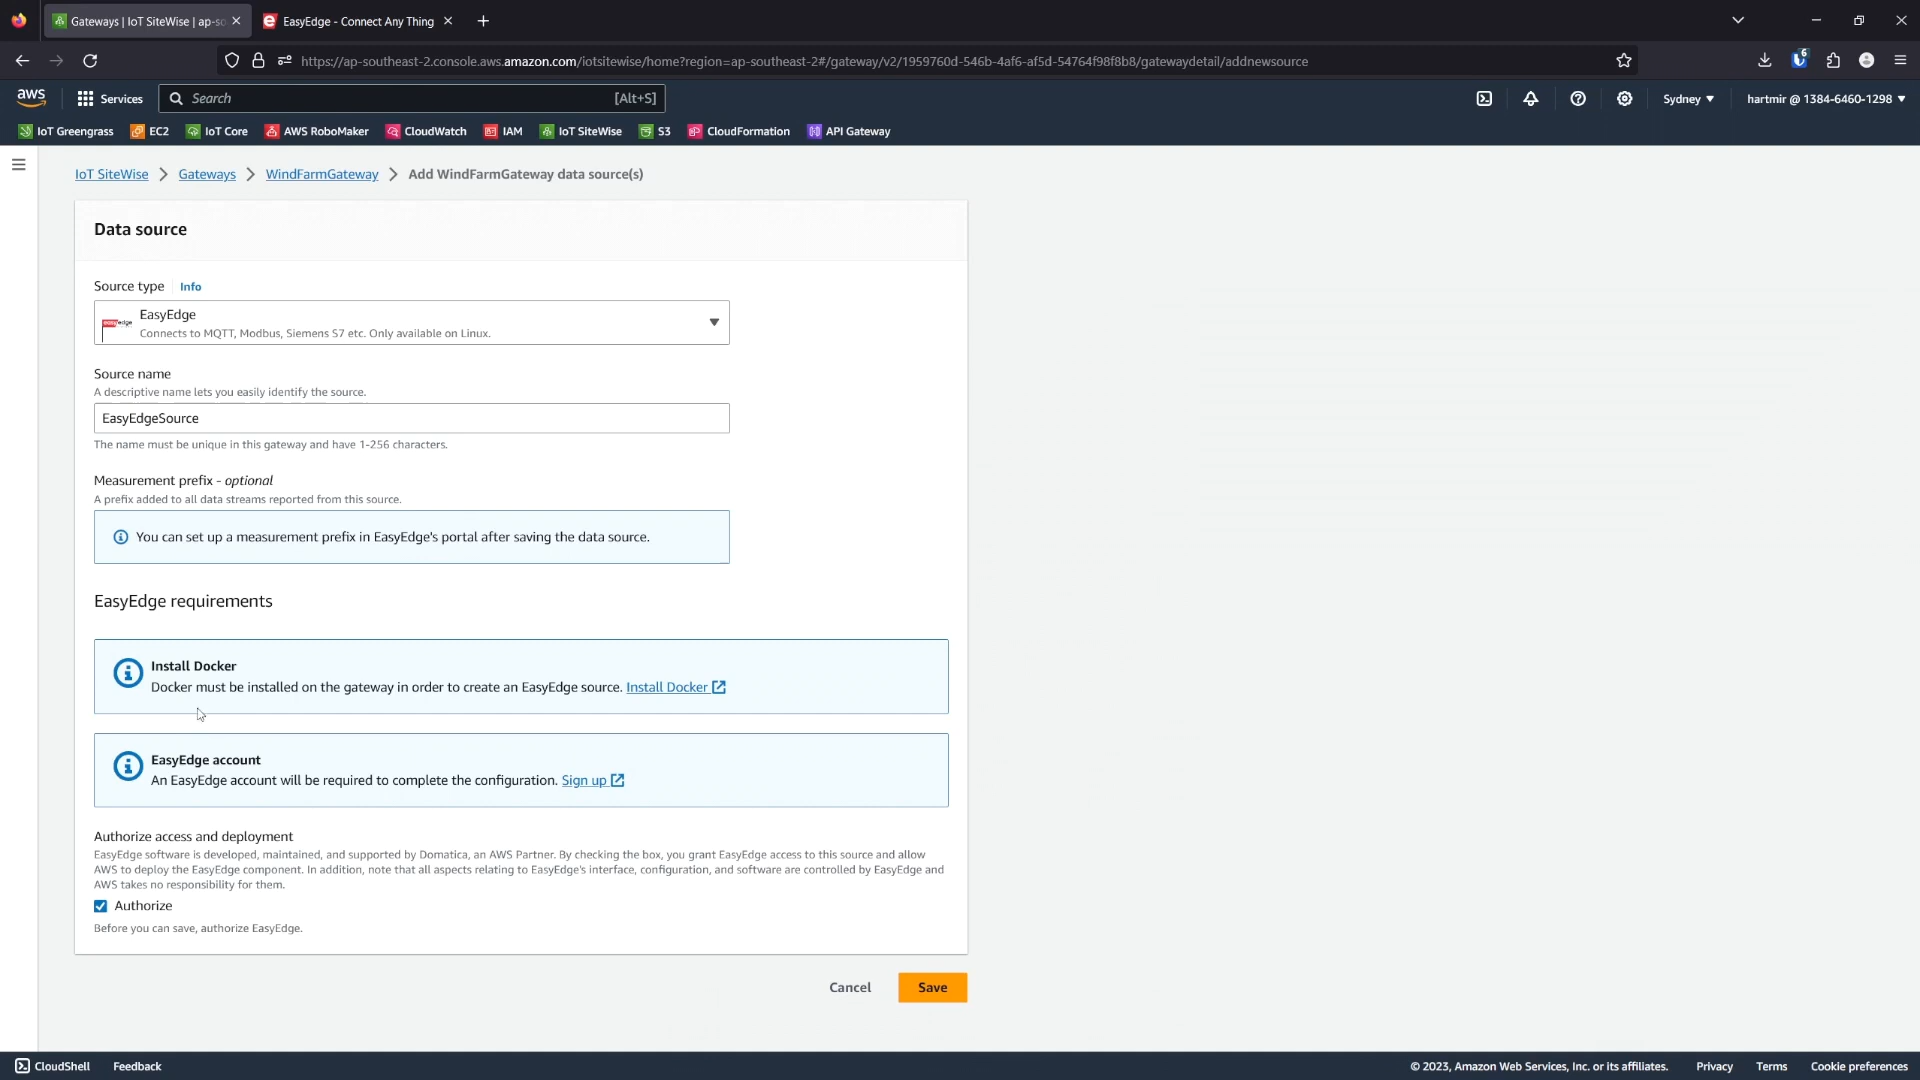 Gateways | IoT SiteWise | ap-so
EasyEdge - Connect Any Thing
https://ap-southeast-2.console.aws.amazon.com/iotsitewise/home?region=ap-southeast-2#/gateway/v2/1959760d-546b-4af6-af5d-54764f98f8b8/gatewaydetail/addnewsource
6
aws
Services
Search
[Alt+S]
Sydney
hartmir @ 1384-6460-1298
IoT Greengrass
EC2
IoT Core
AWS RoboMaker
CloudWatch
IAM
IoT SiteWise
S3
CloudFormation
API Gateway
IoT SiteWise > Gateways > WindFarmGateway > Add WindFarmGateway data source(s)
Data source
Source type Info
EasyEdge
Connects to MQTT, Modbus, Siemens S7 etc. Only available on Linux.
Source name
A descriptive name lets you easily identify the source.
EasyEdgeSource
The name must be unique in this gateway and have 1-256 characters.
Measurement prefix - optional
A prefix added to all data streams reported from this source.
You can set up a measurement prefix in EasyEdge's portal after saving the data source.
EasyEdge requirements
Install Docker
Docker must be installed on the gateway in order to create an EasyEdge source. Install Docker
EasyEdge account
An EasyEdge account will be required to complete the configuration. Sign up
Authorize access and deployment
EasyEdge software is developed, maintained, and supported by Domatica, an AWS Partner. By checking the box, you grant EasyEdge access to this source and allow
AWS to deploy the EasyEdge component. In addition, note that all aspects relating to EasyEdge's interface, configuration, and software are controlled by EasyEdge and
AWS takes no responsibility for them.
Authorize
Before you can save, authorize EasyEdge.
Cancel
Save
CloudShell
Feedback
© 2023, Amazon Web Services, Inc. or its affiliates.
Privacy
Terms
Cookie preferences